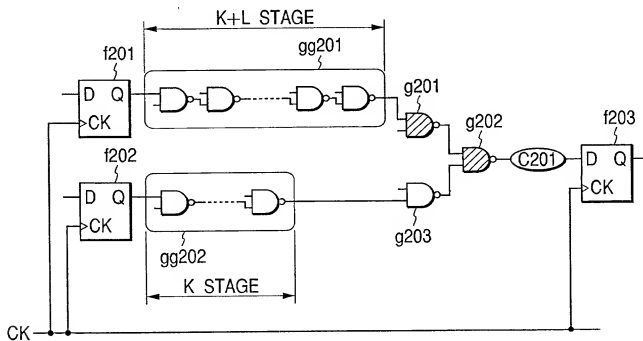 K+L STAGE
gg201
f201
D Q
CK
g201
g202
f203
C201
D Q
CK
f202
D Q
CK
gg202
g203
K STAGE
CK